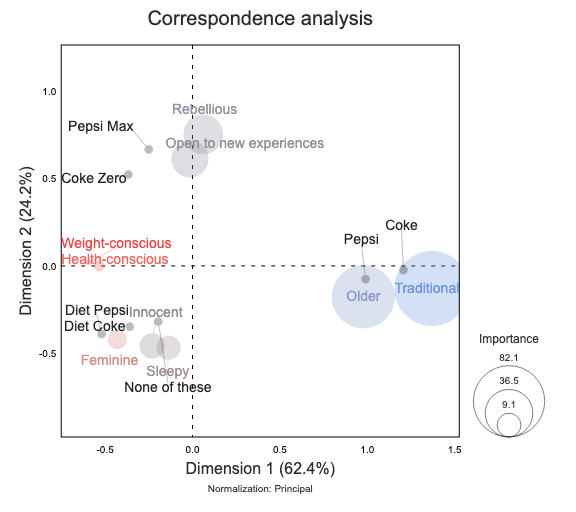 Correspondence analysis
1.0
0.5
0.0
-0.5
Dimension 2 (24.2%)
Rebellious
Pepsi Max
Open to new experiences
Coke Zero
Coke
Pepsi
Weight-conscious
Health-conscious
Older
Traditional
Diet Pepsi
Innocent
Diet Coke
Feminine
Sleepy
None of these
-0.5
0.0
0.5
1.0
1.5
Dimension 1 (62.4%)
Normalization: Principal
Importance
82.1
36.5
9.1